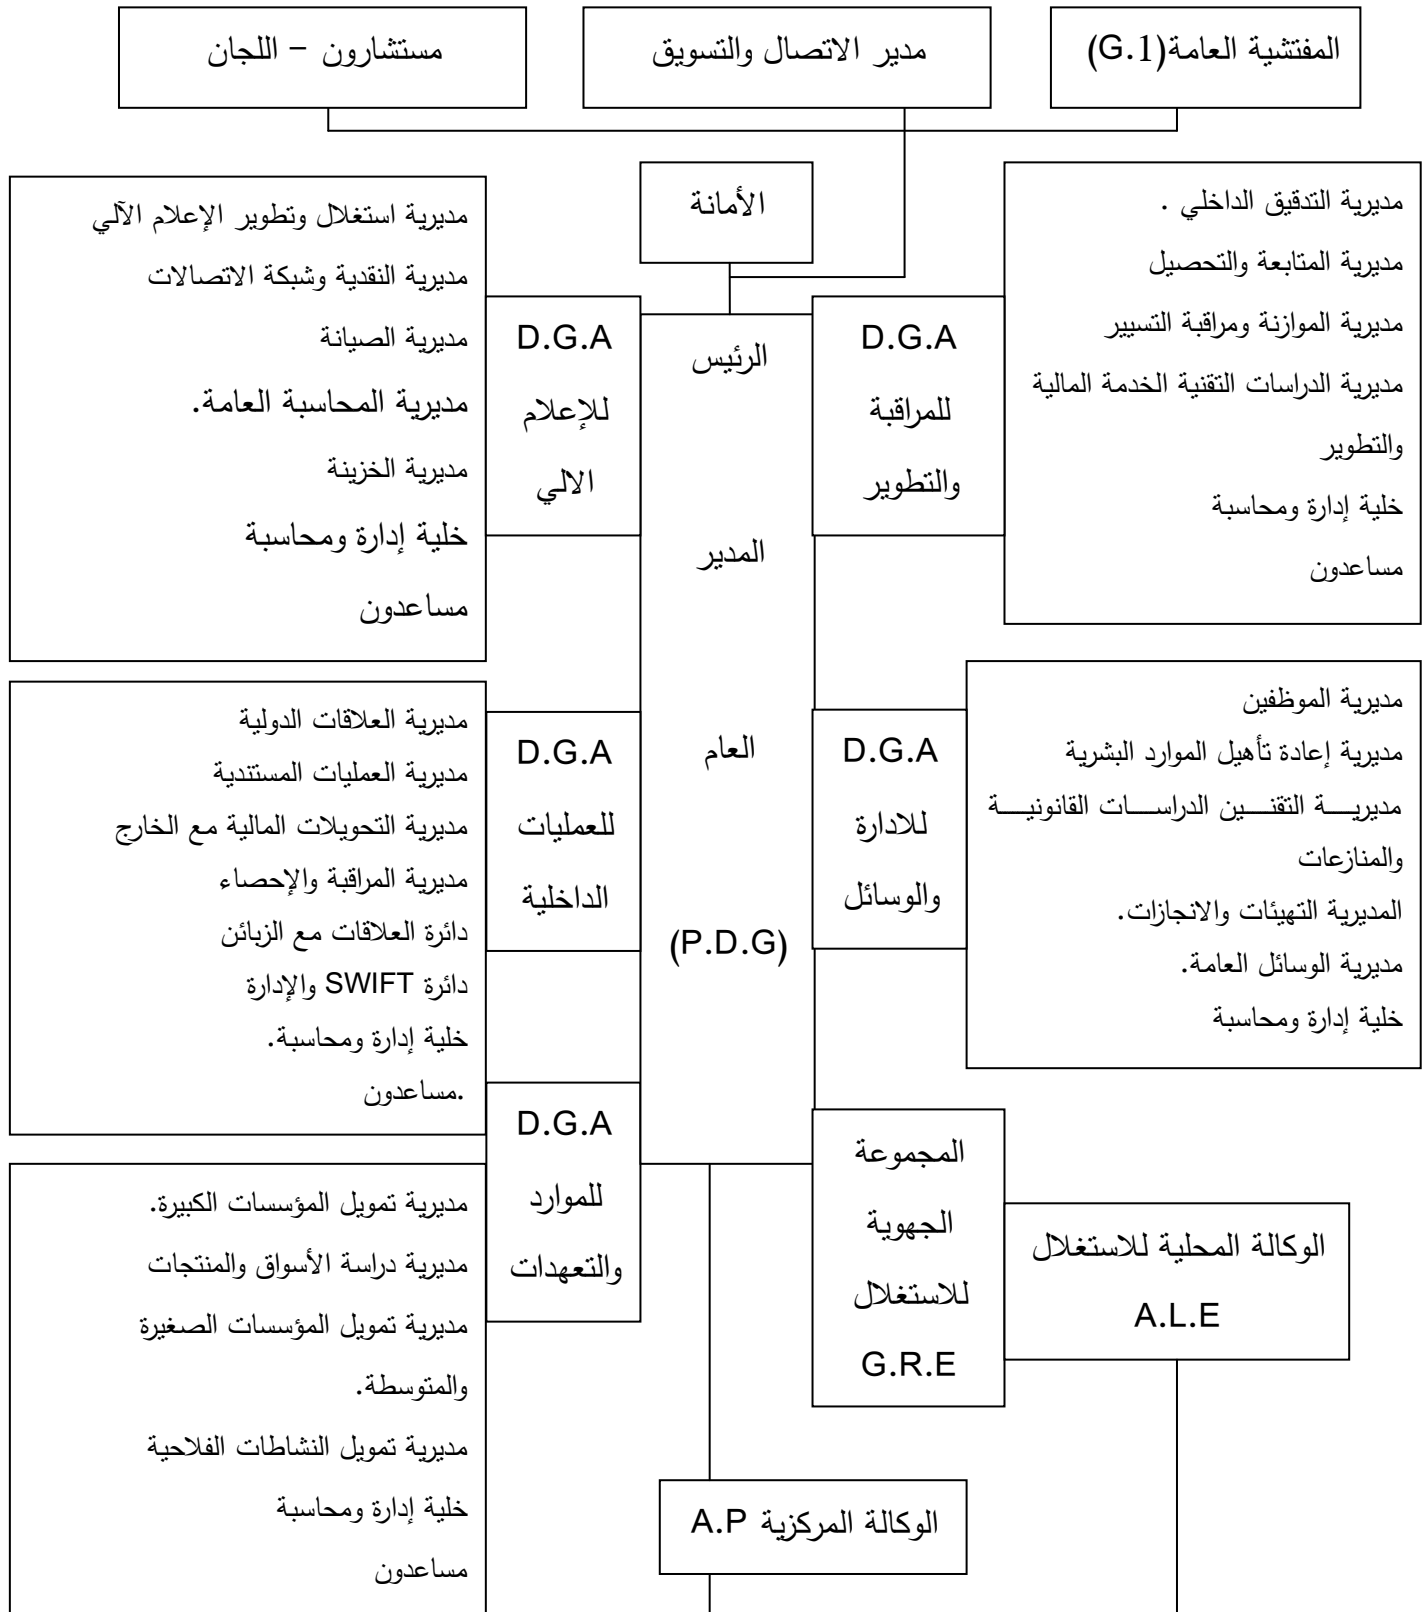 المفتشية العامة(G.1)
مدير الاتصال والتسويق
مستشارون – اللجان
الأمانة
مديرية التدقيق الداخلي .
مديرية المتابعة والتحصيل
مديرية الموازنة ومراقبة التسيير
مديرية الدراسات التقنية الخدمة المالية
والتطوير
خلية إدارة ومحاسبة
مساعدون
D.G.A
للمراقبة
والتطوير
الرئيس
المدير
العام
(P.D.G)
D.G.A
للإعلام
الالي
مديرية استغلال وتطوير الإعلام الآلي
مديرية النقدية وشبكة الاتصالات
مديرية الصيانة
مديرية المحاسبة العامة.
مديرية الخزينة
خلية إدارة ومحاسبة
مساعدون
مديرية الموظفين
مديرية إعادة تأهيل الموارد البشرية
مديريـــة التقنـــين الدراســـات القانونيـــة
والمنازعات
المديرية التهيئات والانجازات.
مديرية الوسائل العامة.
خلية إدارة ومحاسبة
D.G.A
للادارة
والوسائل
D.G.A
للعمليات
الداخلية
مديرية العلاقات الدولية
مديرية العمليات المستندية
مديرية التحويلات المالية مع الخارج
مديرية المراقبة والإحصاء
دائرة العلاقات مع الزبائن
دائرة SWIFT والإدارة
خلية إدارة ومحاسبة.
.مساعدون
D.G.A
للموارد
والتعهدات
مديرية تمويل المؤسسات الكبيرة.
مديرية دراسة الأسواق والمنتجات
مديرية تمويل المؤسسات الصغيرة
والمتوسطة.
مديرية تمويل النشاطات الفلاحية
خلية إدارة ومحاسبة
مساعدون
المجموعة
الجهوية
للاستغلال
G.R.E
الوكالة المحلية للاستغلال
A.L.E
الوكالة المركزية A.P